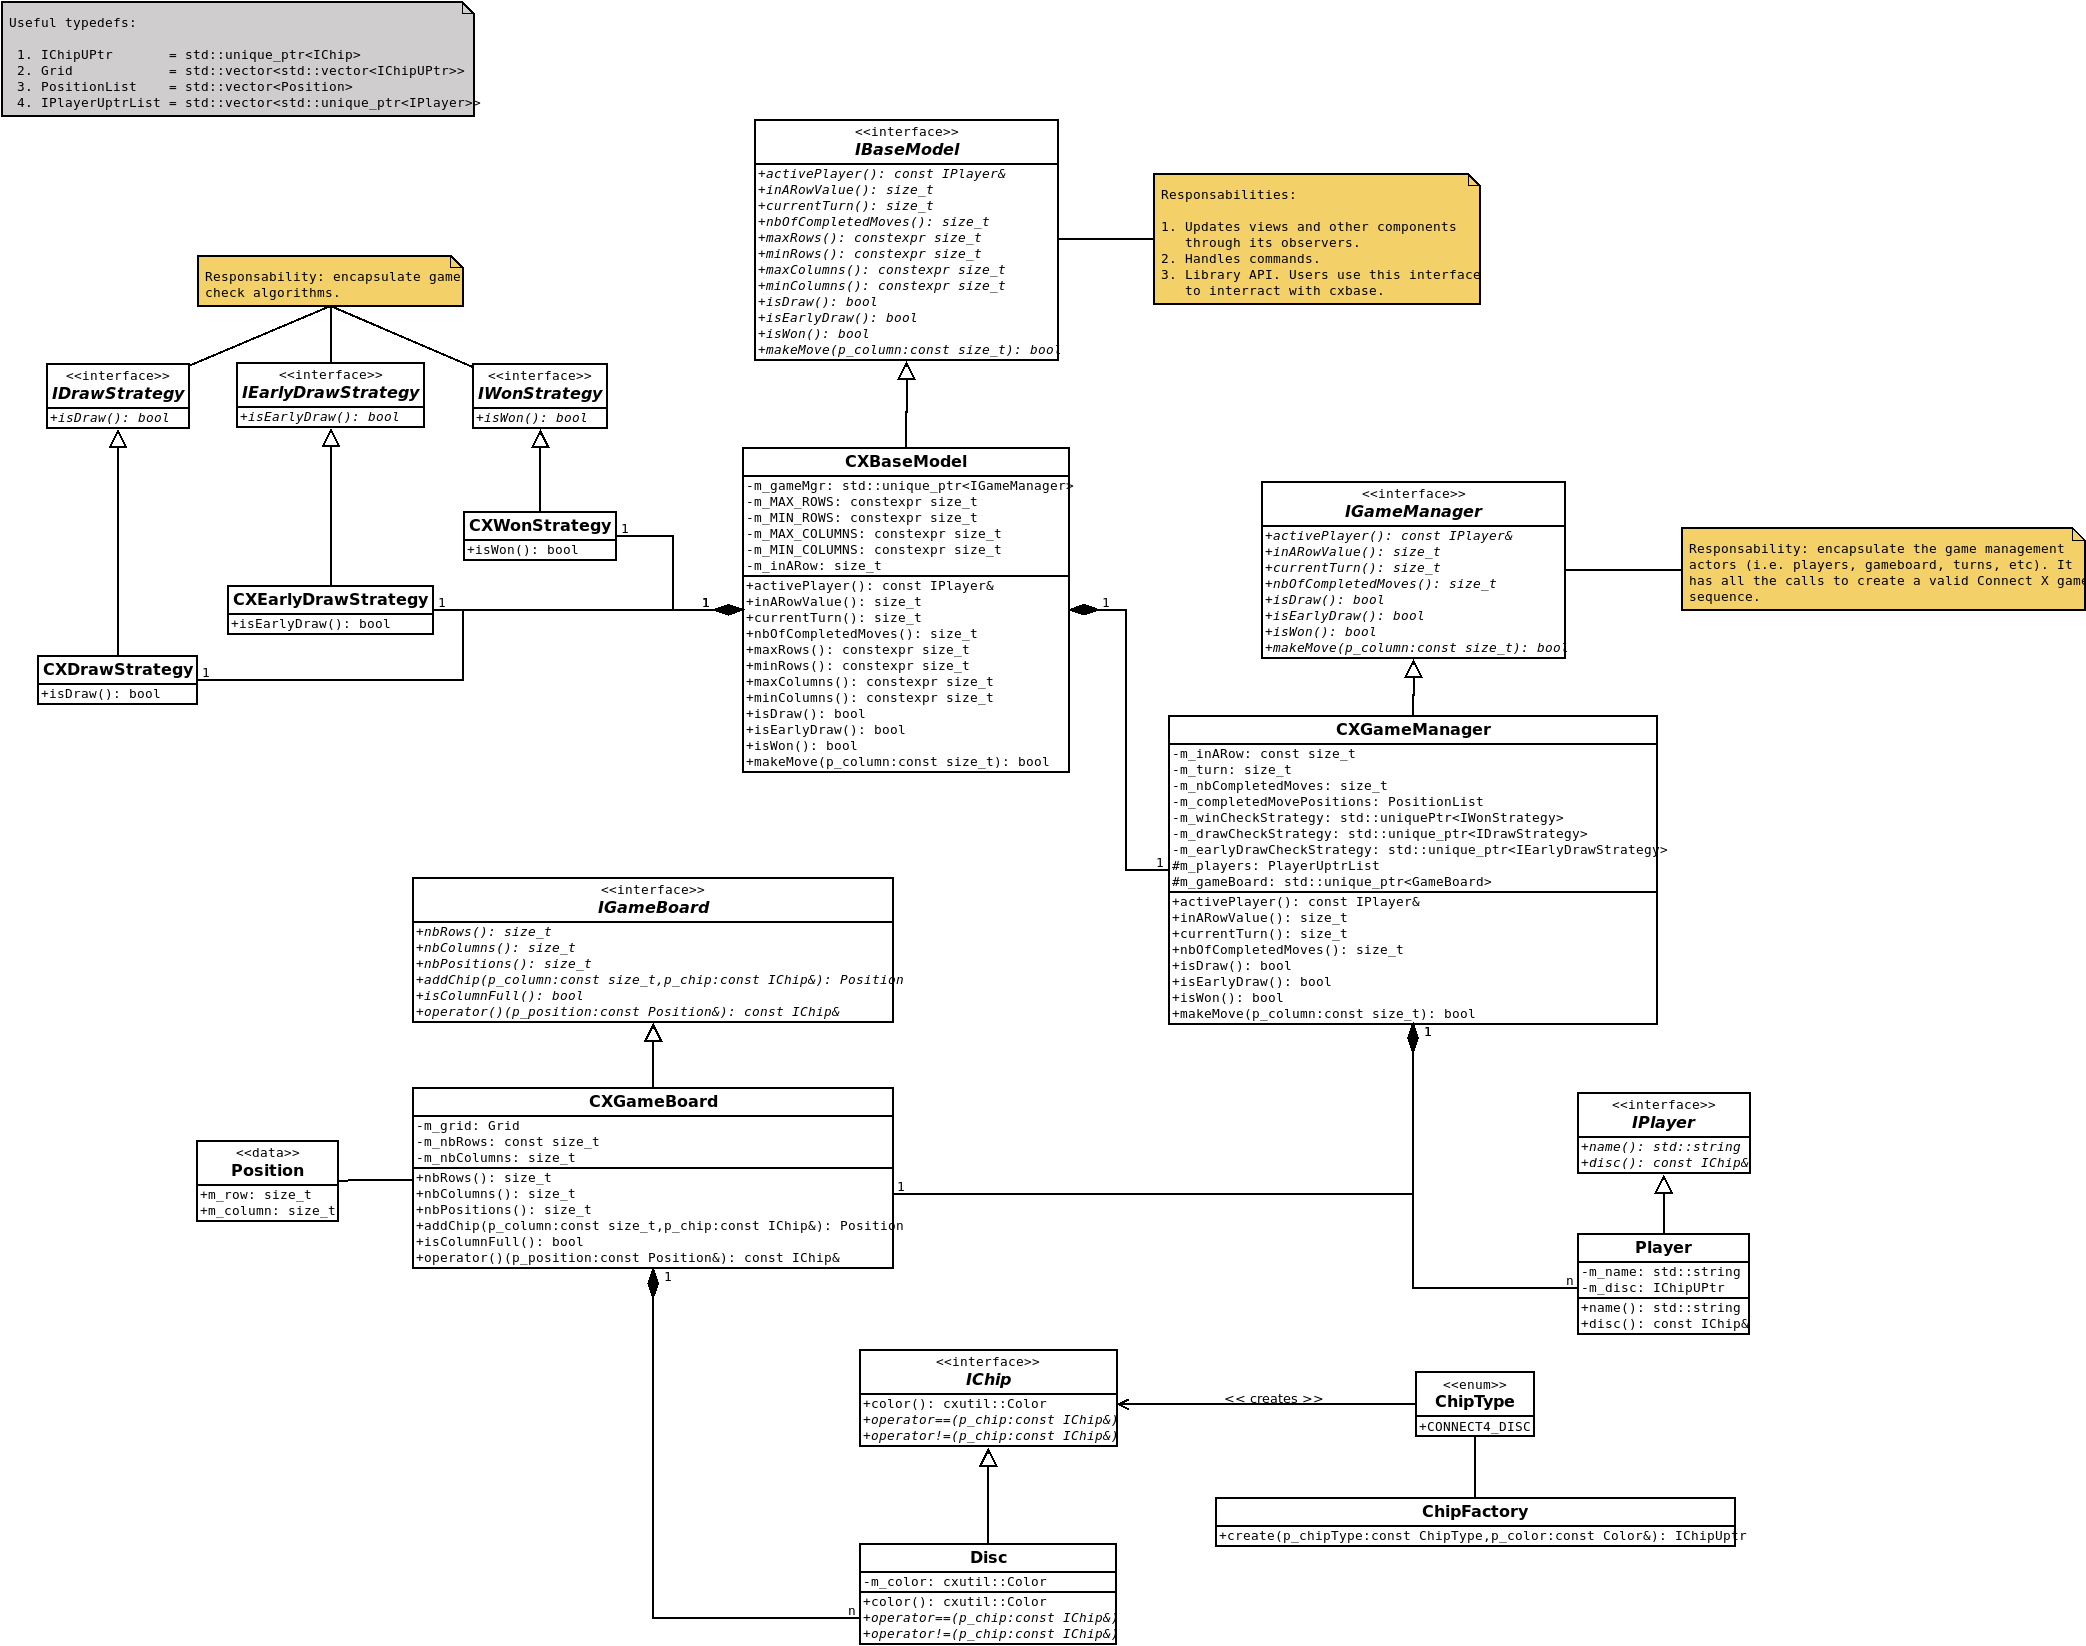 Useful typedefs:
1. IChipUPtr       = std::unique_ptr<IChip>
2. Grid            = std::vector<std::vector<IChipUPtr>>
3. PositionList    = std::vector<Position>
4. IPlayerUptrList = std::vector<std::unique_ptr<IPlayer>>
<<interface>>
IBaseModel
+activePlayer(): const IPlayer&
+inARowValue(): size_t
+currentTurn(): size_t
+nbOfCompletedMoves(): size_t
+maxRows(): constexpr size_t
+minRows(): constexpr size_t
+maxColumns(): constexpr size_t
+minColumns(): constexpr size_t
+isDraw(): bool
+isEarlyDraw(): bool
+isWon(): bool
+makeMove(p_column:const size_t): bool
Responsabilities:
1. Updates views and other components
through its observers.
2. Handles commands.
3. Library API. Users use this interface
to interract with cxbase.
Responsability: encapsulate game
check algorithms.
<<interface>>
IDrawStrategy
+isDraw(): bool
<<interface>>
IEarlyDrawStrategy
+isEarlyDraw(): bool
<<interface>>
IWonStrategy
+isWon(): bool
CXWonStrategy
+isWon(): bool
1
CXEarlyDrawStrategy
+isEarlyDraw(): bool
1
CXDrawStrategy
+isDraw(): bool
1
1
CXBaseModel
-m_gameMgr: std::unique_ptr<IGameManager>
-m_MAX_ROWS: constexpr size_t
-m_MIN_ROWS: constexpr size_t
-m_MAX_COLUMNS: constexpr size_t
-m_MIN_COLUMNS: constexpr size_t
-m_inARow: size_t
+activePlayer(): const IPlayer&
+inARowValue(): size_t
+currentTurn(): size_t
+nbOfCompletedMoves(): size_t
+maxRows(): constexpr size_t
+minRows(): constexpr size_t
+maxColumns(): constexpr size_t
+minColumns(): constexpr size_t
+isDraw(): bool
+isEarlyDraw(): bool
+isWon(): bool
+makeMove(p_column:const size_t): bool
1
1
<<interface>>
IGameManager
+activePlayer(): const IPlayer&
+inARowValue(): size_t
+currentTurn(): size_t
+nbOfCompletedMoves(): size_t
+isDraw(): bool
+isEarlyDraw(): bool
+isWon(): bool
+makeMove(p_column:const size_t): bool
Responsability: encapsulate the game management
actors (i.e. players, gameboard, turns, etc). It
has all the calls to create a valid Connect X game
sequence.
CXGameManager
-m_inARow: const size_t
-m_turn: size_t
-m_nbCompletedMoves: size_t
-m_completedMovePositions: PositionList
-m_winCheckStrategy: std::uniquePtr<IWonStrategy>
-m_drawCheckStrategy: std::unique_ptr<IDrawStrategy>
-m_earlyDrawCheckStrategy: std::unique_ptr<IEarlyDrawStrategy>
#m_players: PlayerUptrList
#m_gameBoard: std::unique_ptr<GameBoard>
+activePlayer(): const IPlayer&
+inARowValue(): size_t
+currentTurn(): size_t
+nbOfCompletedMoves(): size_t
+isDraw(): bool
+isEarlyDraw(): bool
+isWon(): bool
+makeMove(p_column:const size_t): bool
1
<<interface>>
IGameBoard
+nbRows(): size_t
+nbColumns(): size_t
+nbPositions(): size_t
+addChip(p_column:const size_t,p_chip:const IChip&): Position
+isColumnFull(): bool
+operator()(p_position:const Position&): const IChip&
CXGameBoard
-m_grid: Grid
-m_nbRows: const size_t
-m_nbColumns: size_t
+nbRows(): size_t
+nbColumns(): size_t
+nbPositions(): size_t
+addChip(p_column:const size_t,p_chip:const IChip&): Position
+isColumnFull(): bool
+operator()(p_position:const Position&): const IChip&
1
1
<<data>>
Position
+m_row: size_t
+m_column: size_t
<<interface>>
IPlayer
+name(): std::string
+disc(): const IChip&
Player
-m_name: std::string
-m_disc: IChipUPtr
+name(): std::string
+disc(): const IChip&
n
<<interface>>
IChip
+color(): cxutil::Color
+operator==(p_chip:const IChip&)
+operator!=(p_chip:const IChip&)
<< creates >>
<<enum>>
ChipType
+CONNECT4_DISC
ChipFactory
+create(p_chipType:const ChipType,p_color:const Color&): IChipUptr
Disc
-m_color: cxutil::Color
+color(): cxutil::Color
+operator==(p_chip:const IChip&)
+operator!=(p_chip:const IChip&)
n